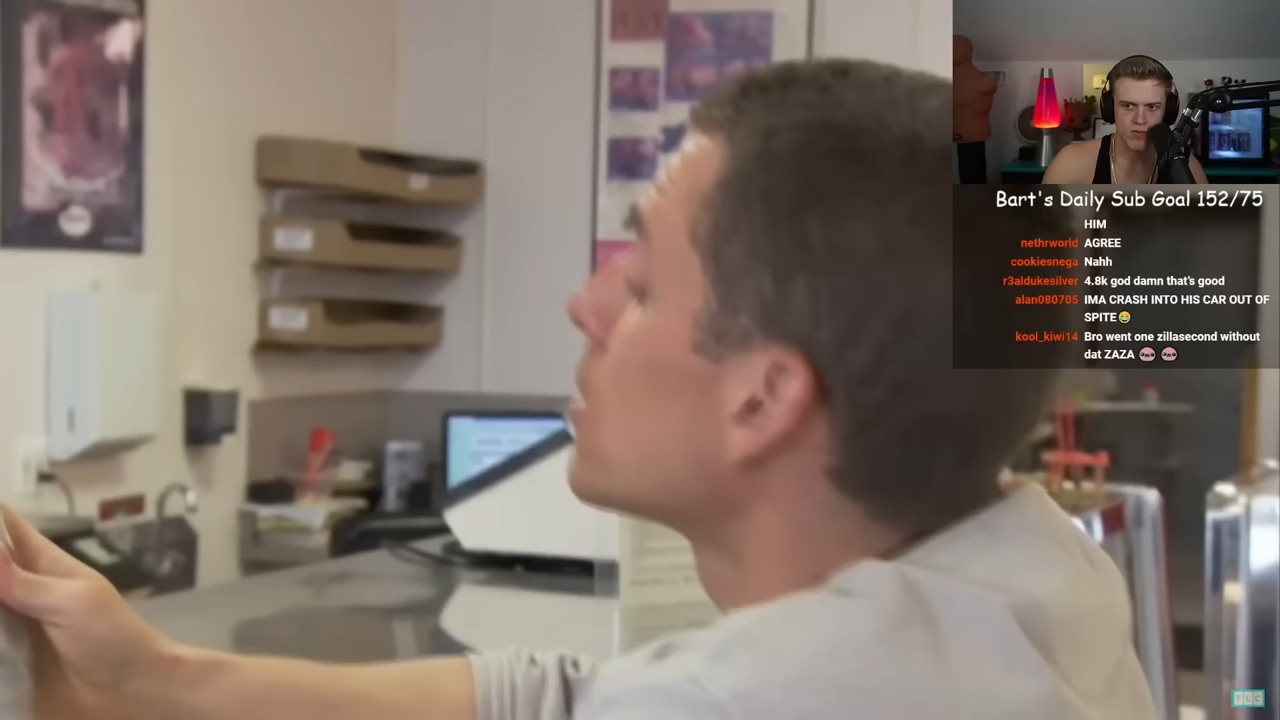 Bart's Daily Sub Goal 152/75
HIM
nethrworld AGREE
cookiesnega Nahh
r3aldukesilver 4.8k god damn that's good
alan080705 IMA CRASH INTO HIS CAR OUT OF
SPITE😂
kool_kiwi14 Bro went one zillasecond without
dat ZAZA
TLC